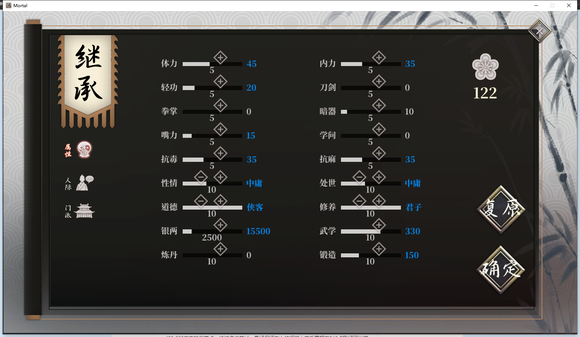 Mortal
继承
体力 45
5
内力 35
5
轻功 20
5
刀剑 0
5
122
拳掌 0
5
暗器 10
5
嘴力 15
5
学问 0
5
属性
抗毒 35
5
抗麻 35
5
人际
性情 中庸
10
处世 中庸
10
门派
道德 侠客
10
修养 君子
10
复原
银两 15500
2500
武学 330
10
炼丹 0
10
锻造 150
10
确定